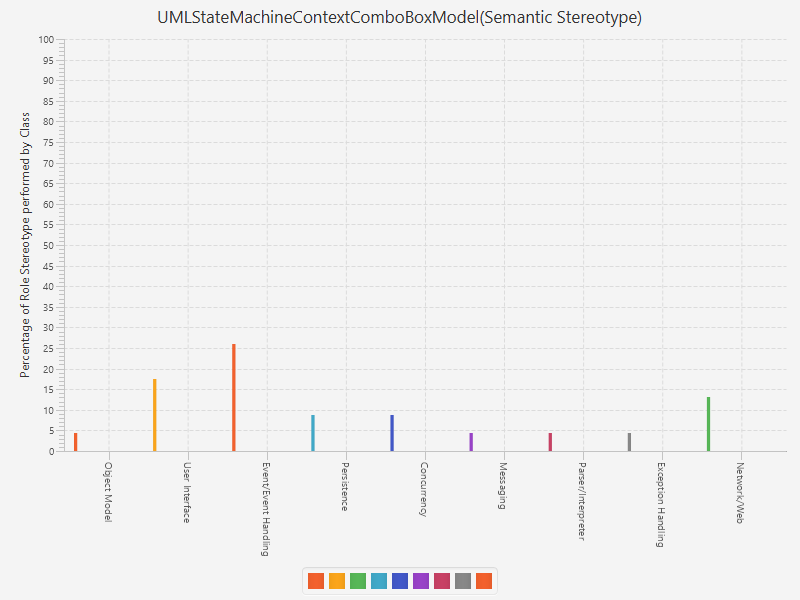 UMLStateMachineContextComboBoxModel(Semantic Stereotype)
Percentage of Role Stereotype performed by Class
100
95
90
85
80
75
70
65
60
55
50
45
40
35
30
25
20
15
10
5
0
Object Model
User Interface
Event/Event Handling
Persistence
Concurrency
Messaging
Parser/Interpreter
Exception Handling
Network/Web